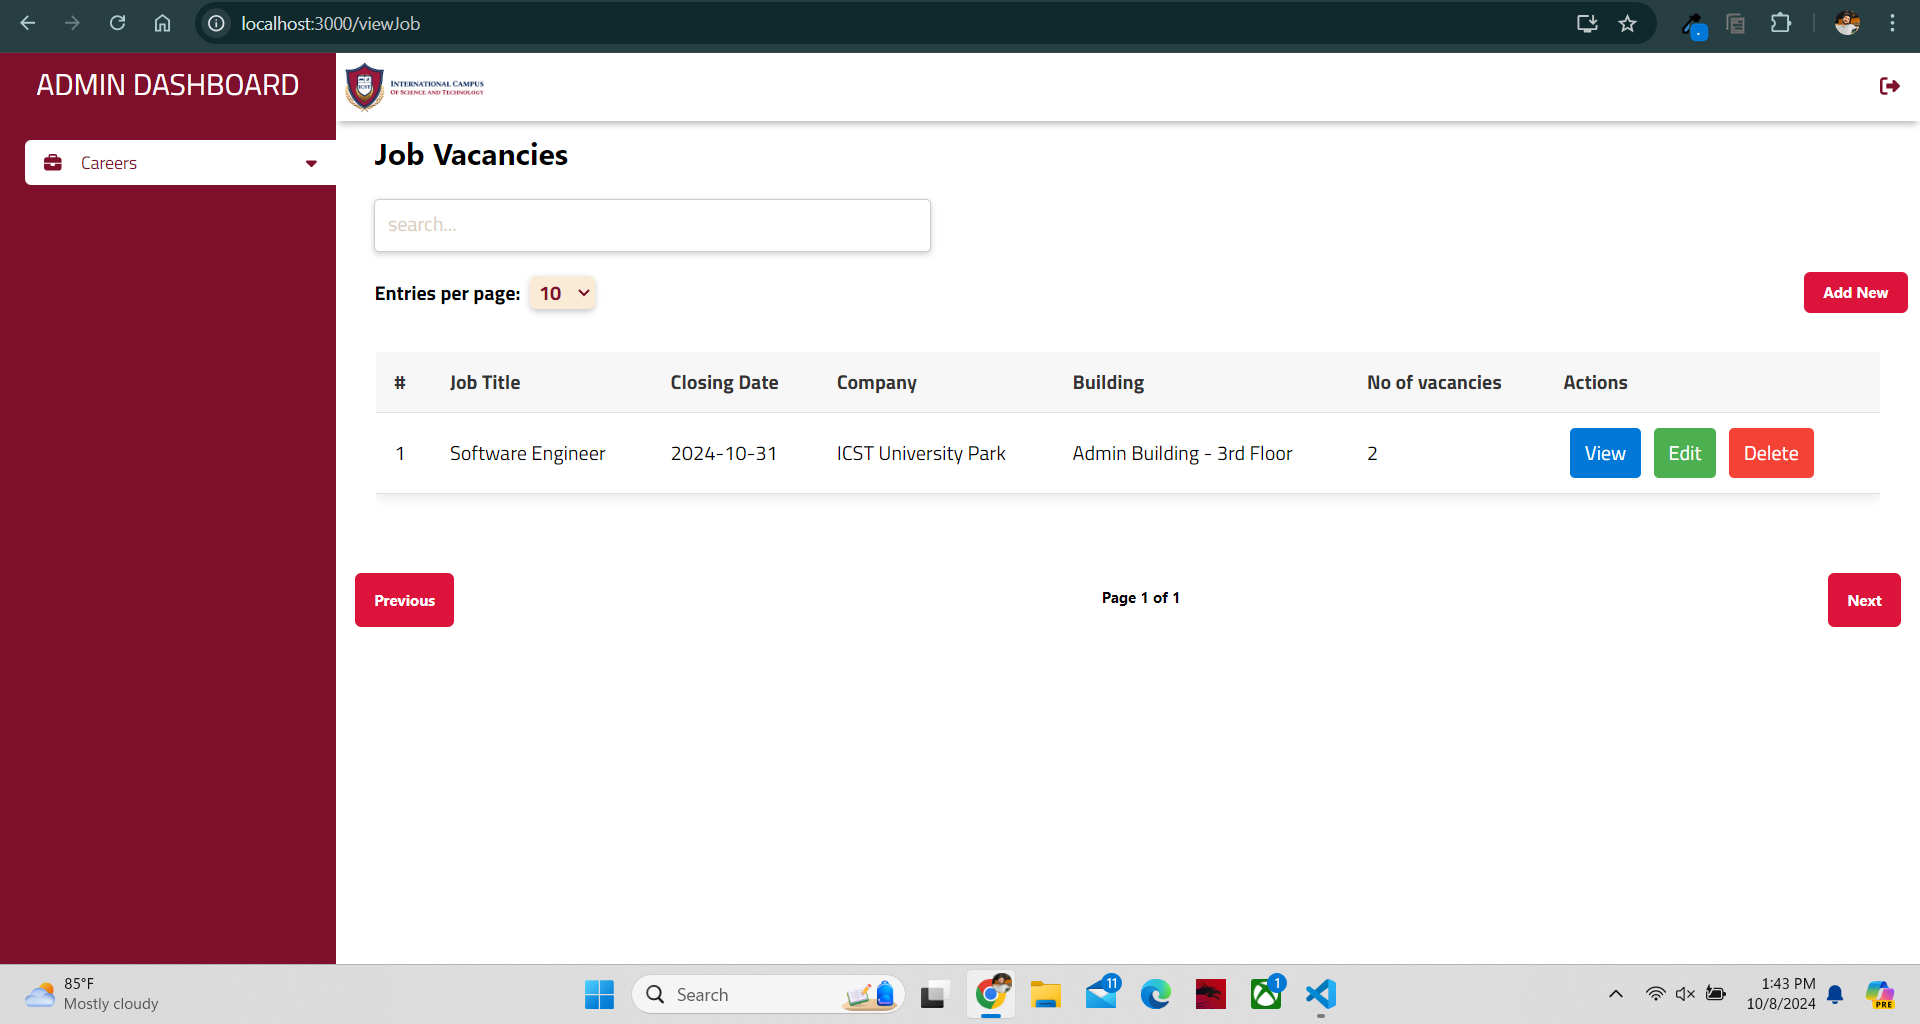 localhost:3000/viewJob
ADMIN DASHBOARD
ICST
INTERNATIONAL CAMPUS
OF SCIENCE AND TECHNOLOGY
Careers
Job Vacancies
search...
Entries per page: 10
Add New
# Job Title Closing Date Company Building No of vacancies Actions
1 Software Engineer 2024-10-31 ICST University Park Admin Building - 3rd Floor 2 View Edit Delete
Previous Page 1 of 1 Next
85°F
Mostly cloudy
Search
11
1
1:43 PM
10/8/2024
PRE